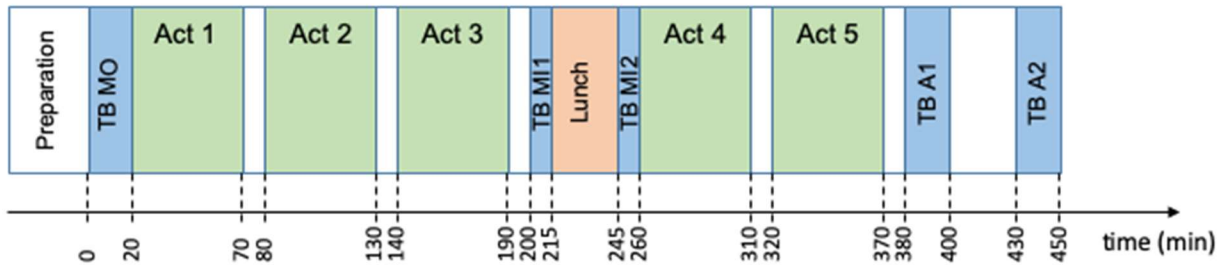 Preparation
TB MO
Act 1
Act 2
Act 3
TB MI1
Lunch
TB MI2
Act 4
Act 5
TB A1
TB A2
0
20
70
80
130
140
190
200
215
245
260
310
320
370
380
400
430
450
time (min)